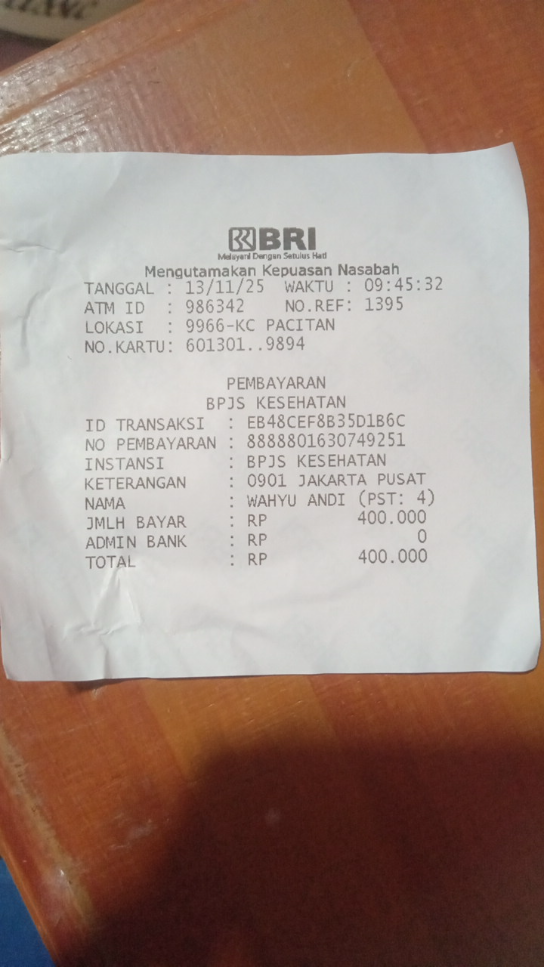 BRI
Melayani Dengan Setulus Hati
Mengutamakan Kepuasan Nasabah
TANGGAL : 13/11/25 WAKTU : 09:45:32
ATM ID : 986342 NO.REF: 1395
LOKASI : 9966-KC PACITAN
NO.KARTU: 601301..9894
PEMBAYARAN
BPJS KESEHATAN
ID TRANSAKSI : EB48CEF8B35D1B6C
NO PEMBAYARAN : 8888801630749251
INSTANSI : BPJS KESEHATAN
KETERANGAN : 0901 JAKARTA PUSAT
NAMA : WAHYU ANDI (PST: 4)
JMLH BAYAR : RP 400.000
ADMIN BANK : RP 0
TOTAL : RP 400.000